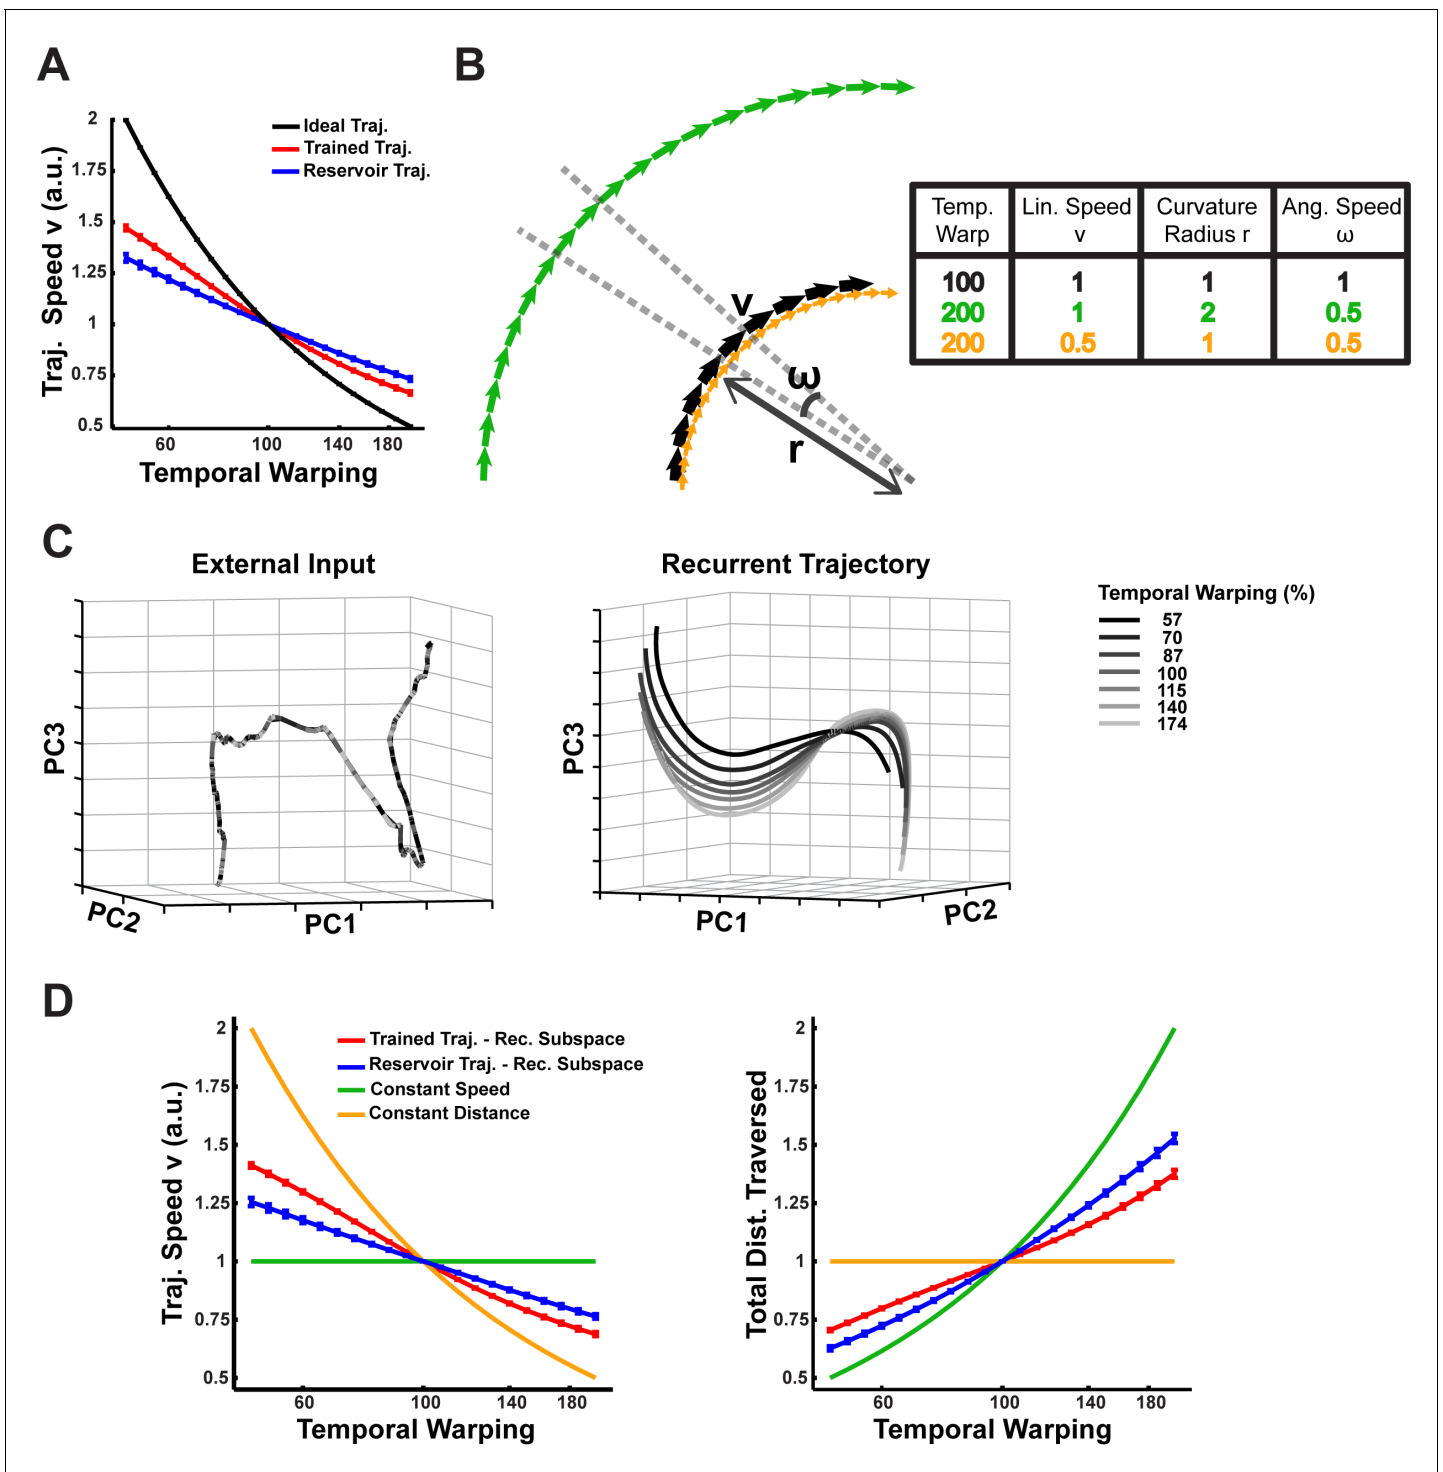 A
2
1.75
1.5
1.25
1
0.75
0.5
Traj. Speed v (a.u.)
Ideal Traj.
Trained Traj.
Reservoir Traj.
60
100
140
180
Temporal Warping
B
v
ω
r
Temp. Warp
Lin. Speed v
Curvature Radius r
Ang. Speed ω
100 1 1 1
200 1 2 0.5
200 0.5 1 0.5
C
External Input
PC3
PC2
PC1
Recurrent Trajectory
PC3
PC1
PC2
Temporal Warping (%)
57
70
87
100
115
140
174
D
2
1.75
1.5
1.25
1
0.75
0.5
Traj. Speed v (a.u.)
Trained Traj. - Rec. Subspace
Reservoir Traj. - Rec. Subspace
Constant Speed
Constant Distance
60
100
140
180
Temporal Warping
2
1.75
1.5
1.25
1
0.75
0.5
Total Dist. Traversed
60
100
140
180
Temporal Warping